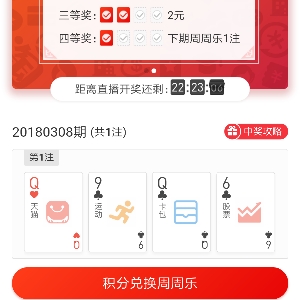 三等奖： 2元
四等奖： 下期周周乐1注
距离直播开奖还剩: 22:23:06
20180308期 (共1注) 中奖攻略
第1注
Q 9 Q 6
天猫 运动 卡包 股票
Q 9 Q 6
积分兑换周周乐